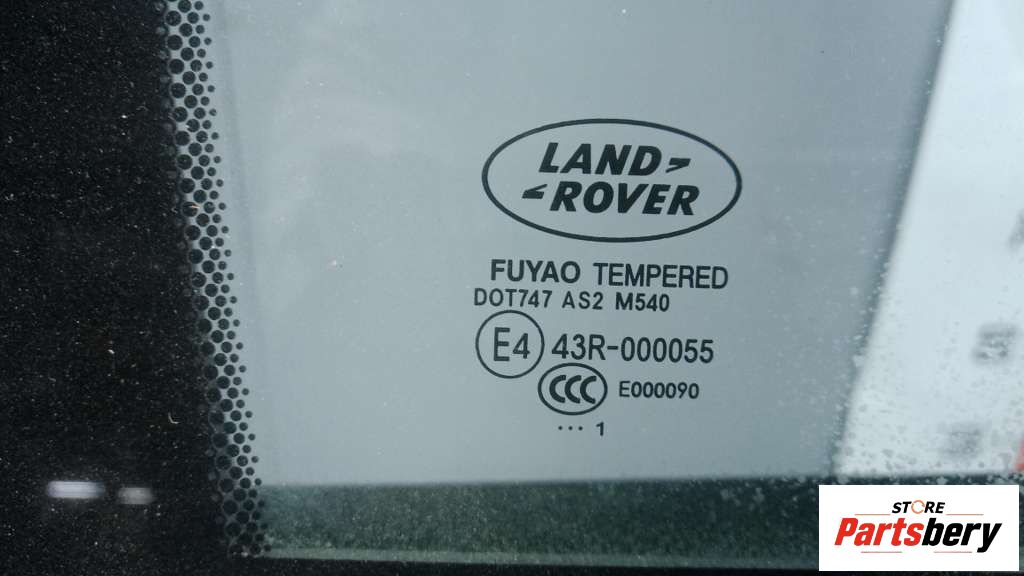 LAND
ROVER
FUYAO TEMPERED
DOT747 AS2 M540
E4 43R-000055
CCC E000090
... 1
STORE
Partsbery